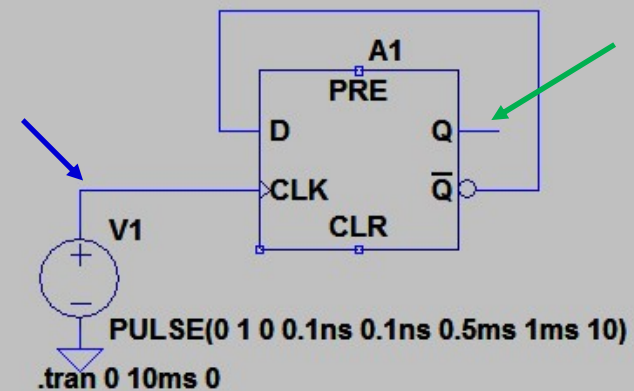 A1
PRE
D
Q
CLK
Q̅
CLR
V1
PULSE(0 1 0 0.1ns 0.1ns 0.5ms 1ms 10)
.tran 0 10ms 0